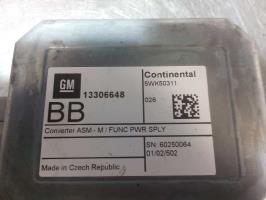 GM
13306648
BB
Continental
5WK50311
026
Converter ASM - M / FUNC PWR SPLY
Made in Czech Republic
SN: 60250064
01/02/502